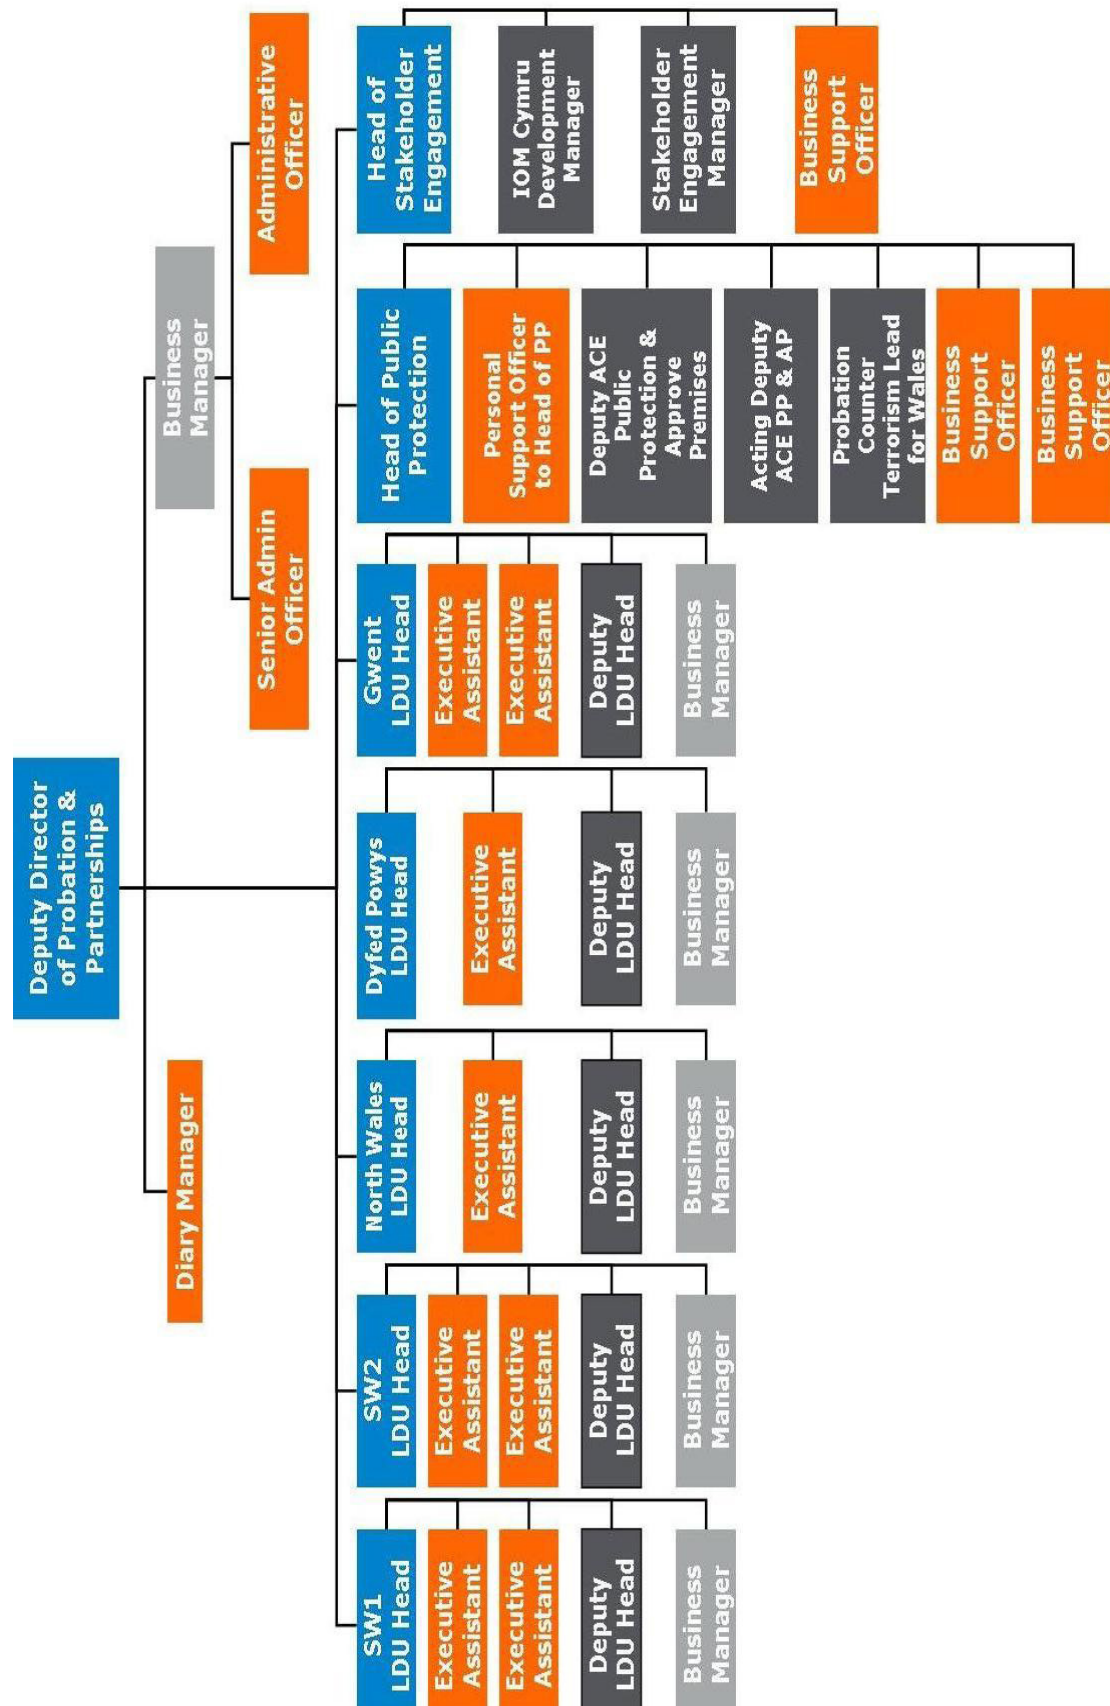 Deputy Director
of Probation &
Partnerships
Diary Manager
Business
Manager
Senior Admin
Officer
Administrative
Officer
SW1
LDU Head
Executive
Assistant
Executive
Assistant
Deputy
LDU Head
Business
Manager
SW2
LDU Head
Executive
Assistant
Executive
Assistant
Deputy
LDU Head
Business
Manager
North Wales
LDU Head
Executive
Assistant
Deputy
LDU Head
Business
Manager
Dyfed Powys
LDU Head
Executive
Assistant
Deputy
LDU Head
Business
Manager
Gwent
LDU Head
Executive
Assistant
Executive
Assistant
Deputy
LDU Head
Business
Manager
Head of Public
Protection
Personal
Support Officer
to Head of PP
Deputy ACE
Public
Protection &
Approve
Premises
Acting Deputy
ACE PP & AP
Probation
Counter
Terrorism Lead
for Wales
Business
Support
Officer
Business
Support
Officer
Head of
Stakeholder
Engagement
IOM Cymru
Development
Manager
Stakeholder
Engagement
Manager
Business
Support
Officer